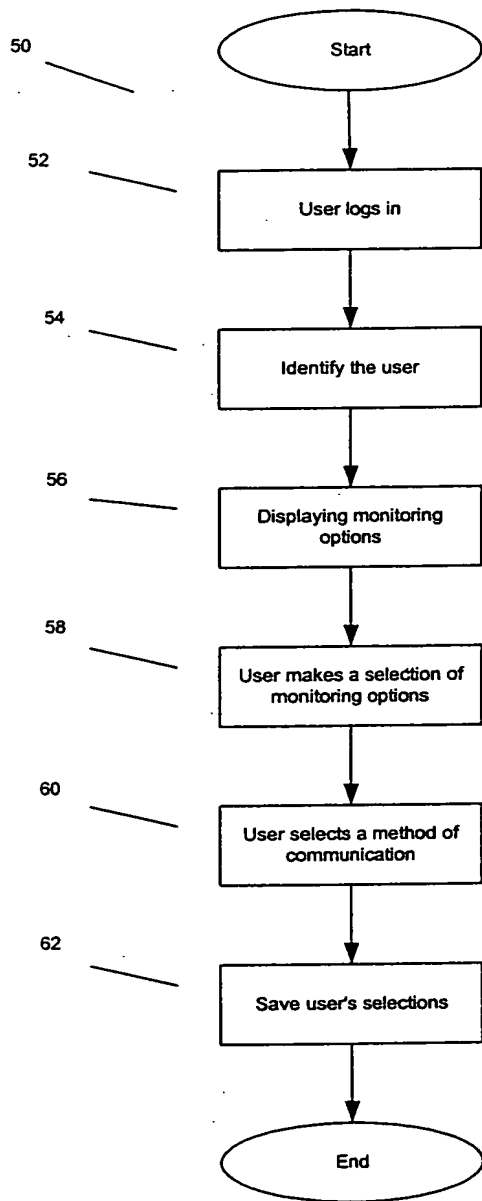 50
Start
52
User logs in
54
Identify the user
56
Displaying monitoring
options
58
User makes a selection of
monitoring options
60
User selects a method of
communication
62
Save user's selections
End